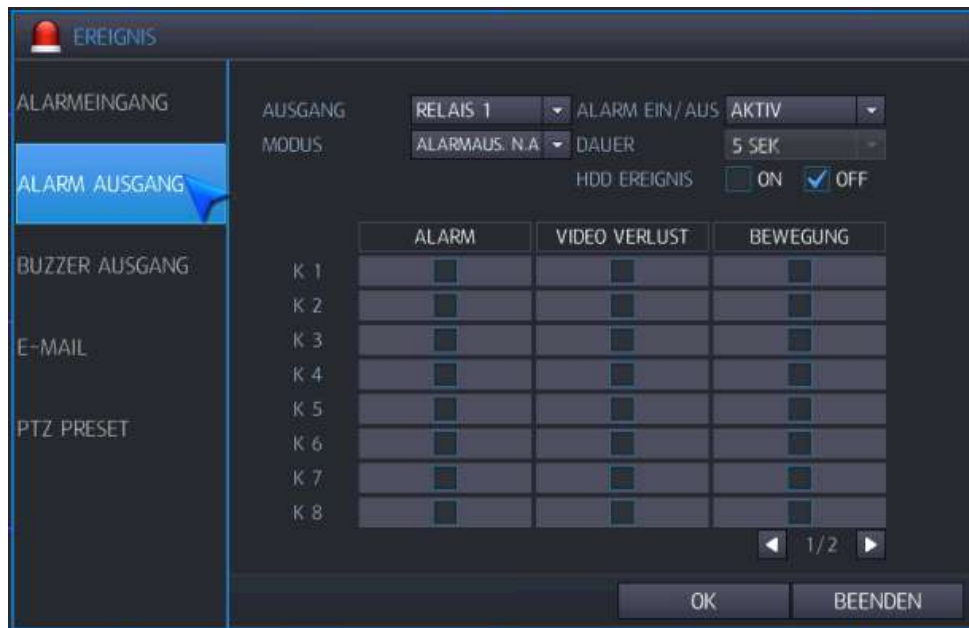 EREIGNIS
ALARMEINGANG
ALARM AUSGANG
BUZZER AUSGANG
E-MAIL
PTZ PRESET
AUSGANG RELAIS 1 ALARM EIN/AUS AKTIV
MODUS ALARMAUS. N.A DAUER 5 SEK
HDD EREIGNIS ON OFF
ALARM VIDEO VERLUST BEWEGUNG
K 1
K 2
K 3
K 4
K 5
K 6
K 7
K 8
1/2
OK BEENDEN